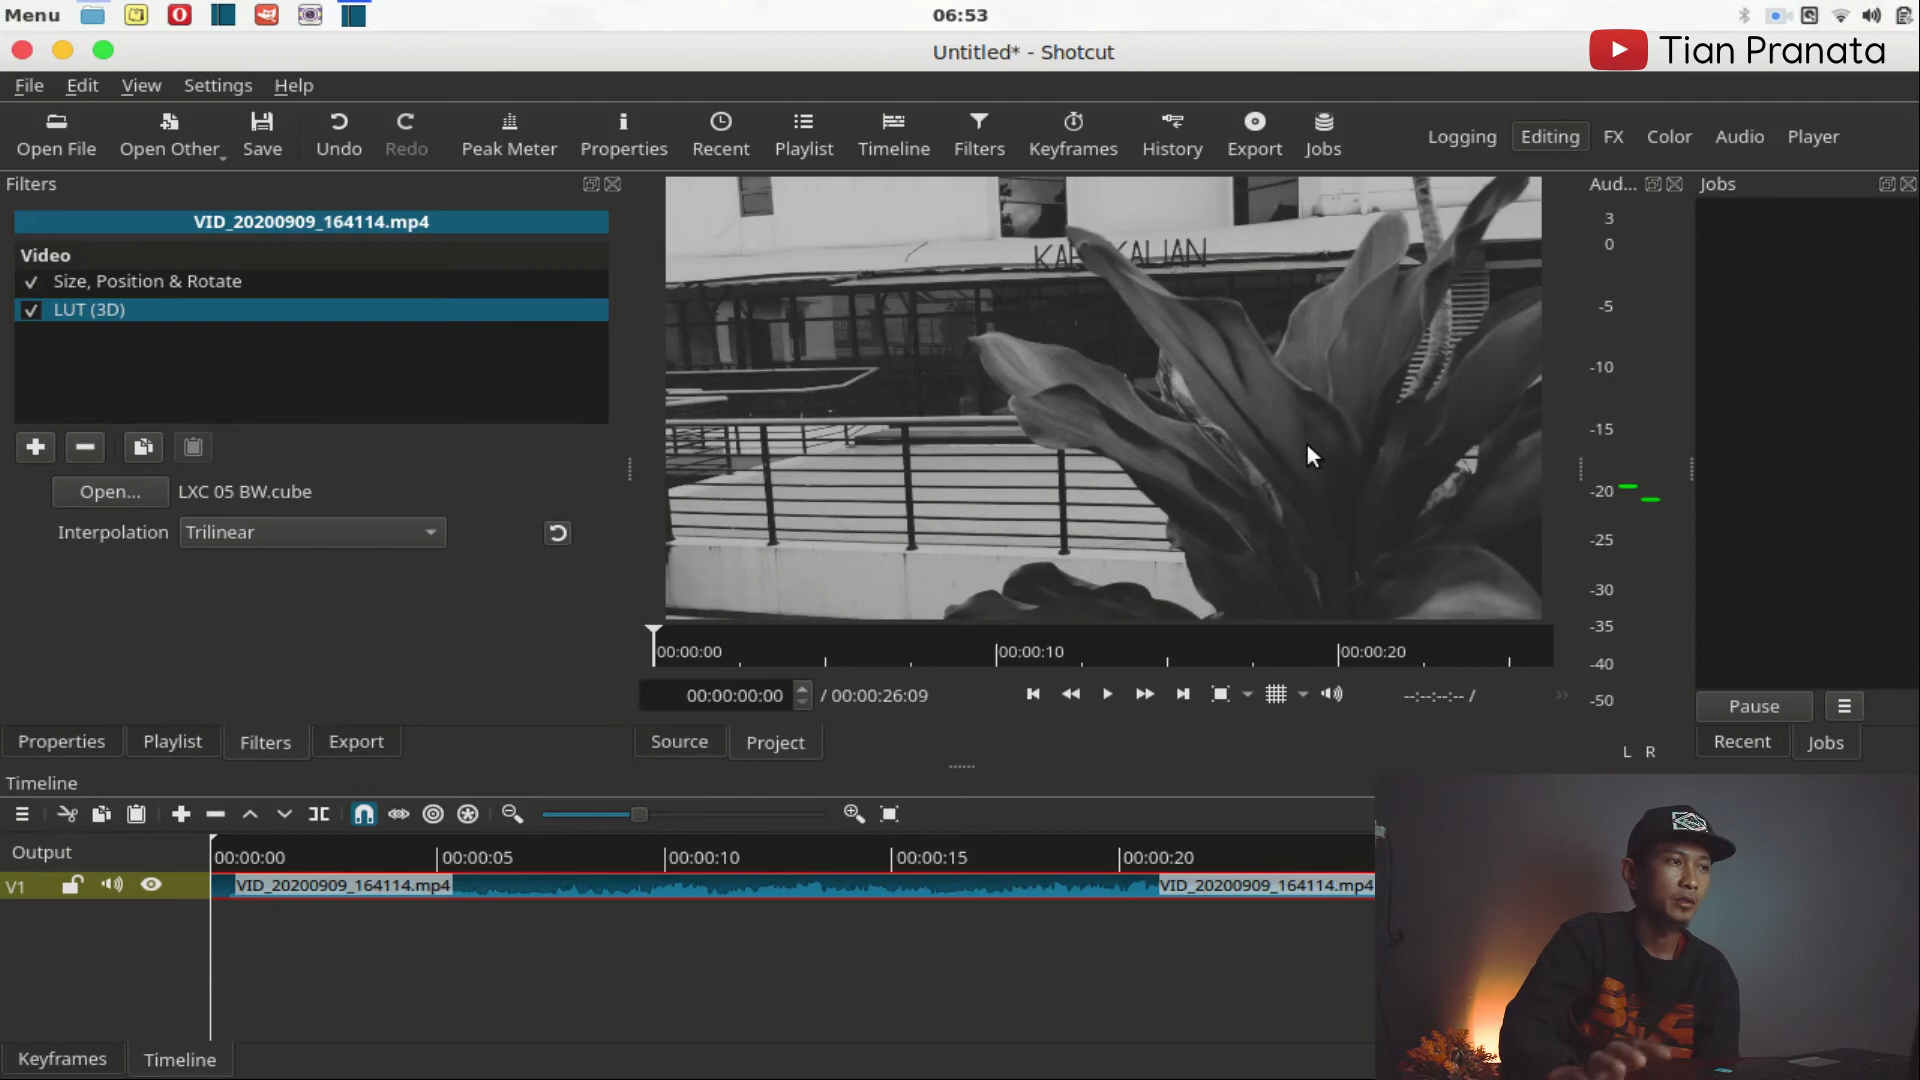 Menu
06:53
Untitled* - Shotcut
Tian Pranata
File Edit View Settings Help
Open File Open Other Save Undo Redo Peak Meter Properties Recent Playlist Timeline Filters Keyframes History Export Jobs
Logging Editing FX Color Audio Player
Filters
Aud...
Jobs
VID_20200909_164114.mp4
Video
Size, Position & Rotate
LUT (3D)
Open... LXC 05 BW.cube
Interpolation Trilinear
KALIAN
3
0
-5
-10
-15
-20
-25
-30
-35
-40
-50
L R
00:00:00 00:00:10 00:00:20
00:00:00:00 / 00:00:26:09 --:--:--:-- /
Pause
Properties Playlist Filters Export
Source Project
Recent Jobs
Timeline
Output
00:00:00 00:00:05 00:00:10 00:00:15 00:00:20
V1
VID_20200909_164114.mp4 VID_20200909_164114.mp4
Keyframes Timeline